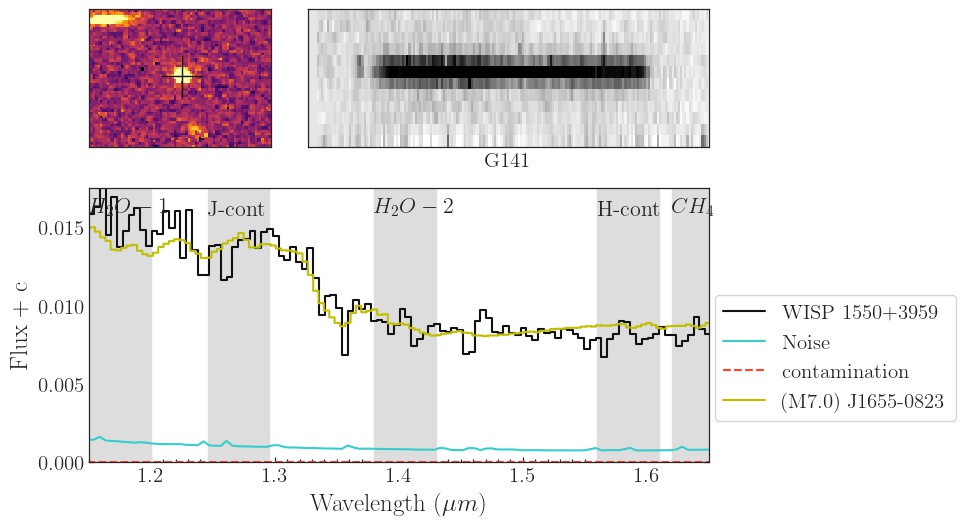 G141
H₂O − 1 J-cont H₂O − 2 H-cont CH₄
0.015
0.010
0.005
0.000
Flux + c
1.2 1.3 1.4 1.5 1.6
Wavelength (μm)
WISP 1550+3959
Noise
contamination
(M7.0) J1655-0823